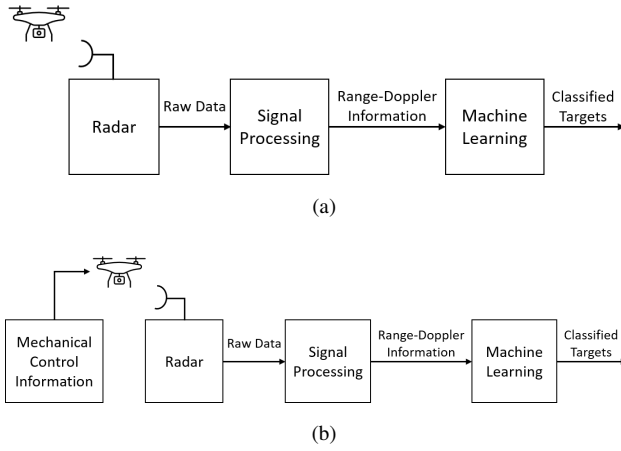 Radar
Raw Data
Signal
Processing
Range-Doppler
Information
Machine
Learning
Classified
Targets
(a)
Mechanical
Control
Information
Radar
Raw Data
Signal
Processing
Range-Doppler
Information
Machine
Learning
Classified
Targets
(b)